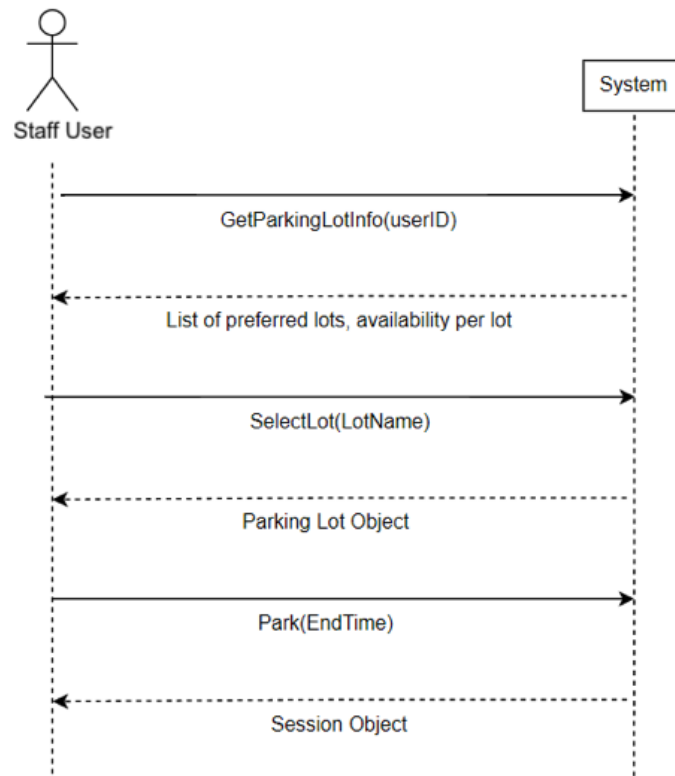 Staff User
System
GetParkingLotInfo(userID)
List of preferred lots, availability per lot
SelectLot(LotName)
Parking Lot Object
Park(EndTime)
Session Object